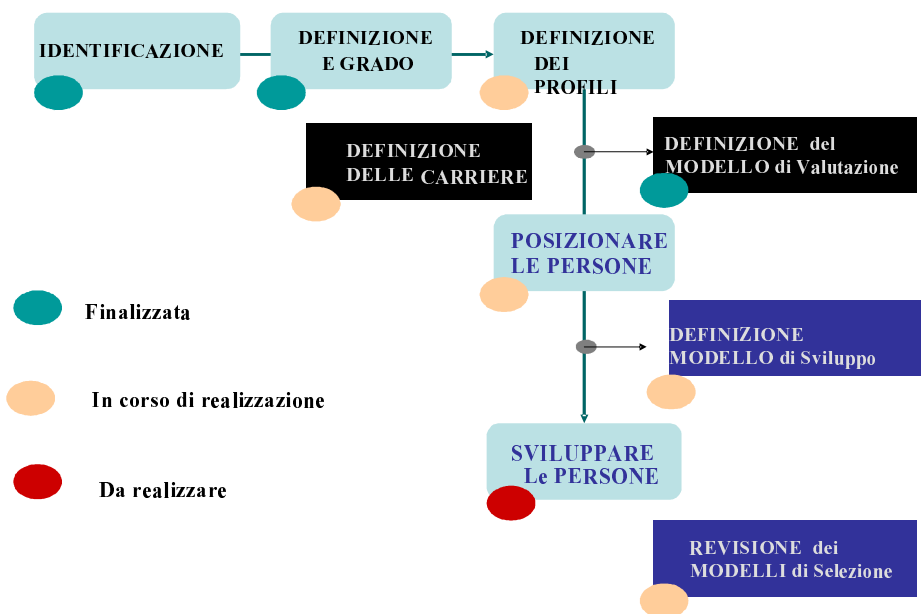 IDENTIFICAZIONE
DEFINIZIONE
E GRADO
DEFINIZIONE
DEI
PROFILI
DEFINIZIONE
DELLE CARRIERE
DEFINIZIONE del
MODELLO di Valutazione
POSIZIONARE
LE PERSONE
Finalizzata
DEFINIZIONE
MODELLO di Sviluppo
In corso di realizzazione
SVILUPPARE
Le PERSONE
Da realizzare
REVISIONE dei
MODELLI di Selezione